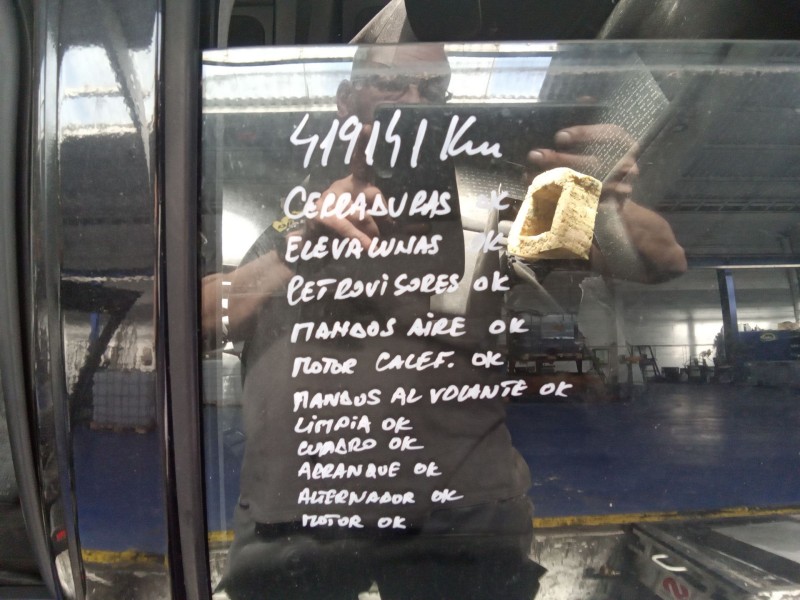 419141 Km
CERRADURAS OK
ELEVALUNAS OK
RETROVISORES OK
MANDOS AIRE OK
MOTOR CALEF. OK
MANDOS AL VOLANTE OK
LIMPIA OK
CUADRO OK
ARRANQUE OK
ALTERNADOR OK
MOTOR OK